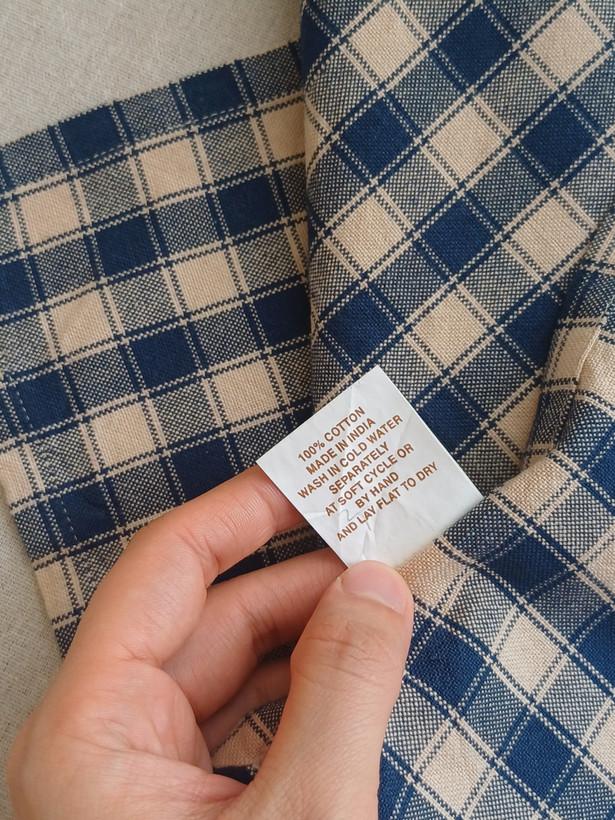 100% COTTON
MADE IN INDIA
WASH IN COLD WATER
SEPARATELY
AT SOFT CYCLE OR
BY HAND
AND LAY FLAT TO DRY